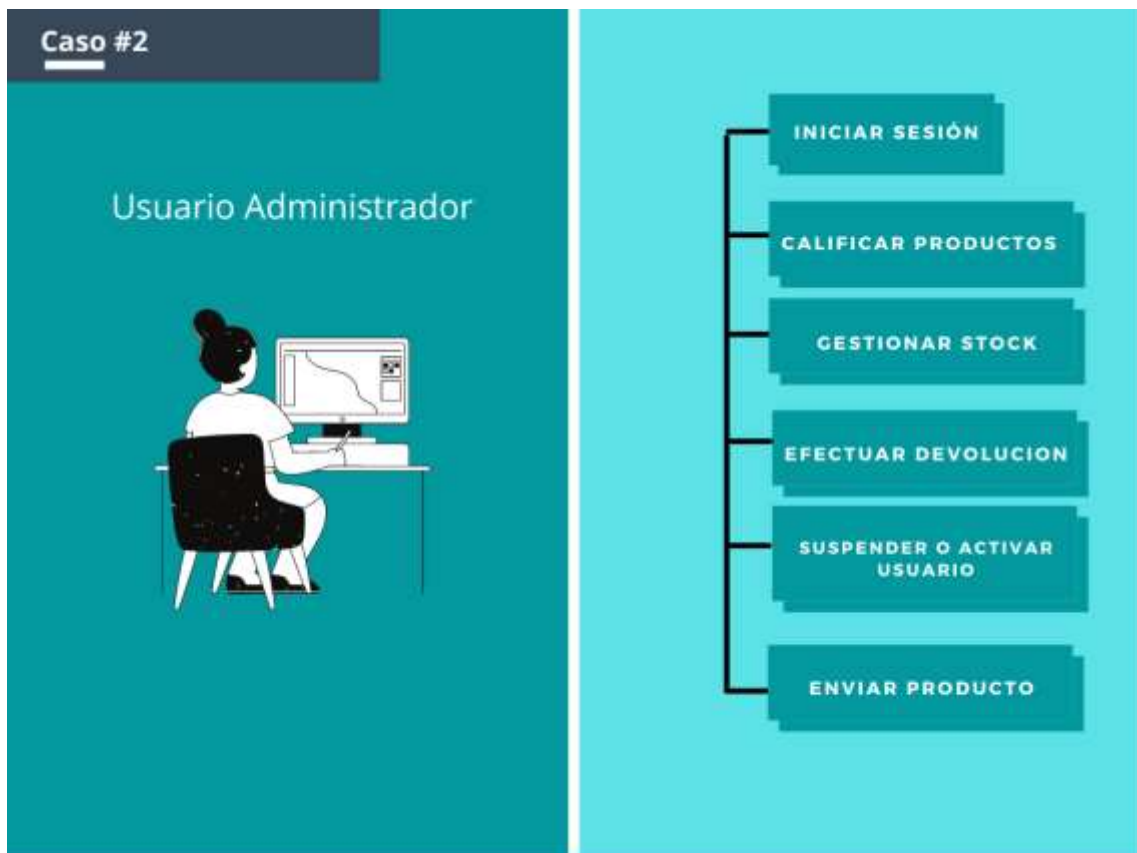 Caso #2
Usuario Administrador
INICIAR SESIÓN
CALIFICAR PRODUCTOS
GESTIONAR STOCK
EFECTUAR DEVOLUCION
SUSPENDER O ACTIVAR
USUARIO
ENVIAR PRODUCTO